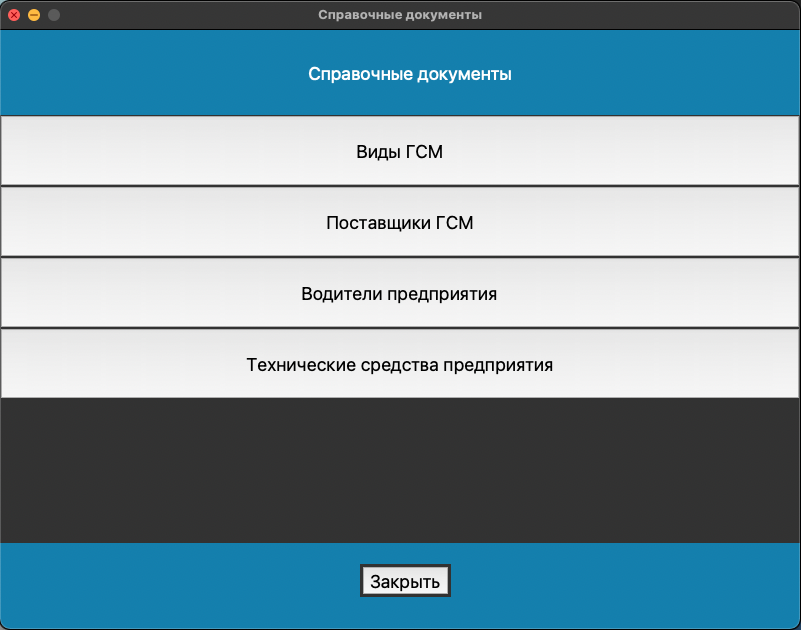 Справочные документы
Справочные документы
Виды ГСМ
Поставщики ГСМ
Водители предприятия
Технические средства предприятия
Закрыть